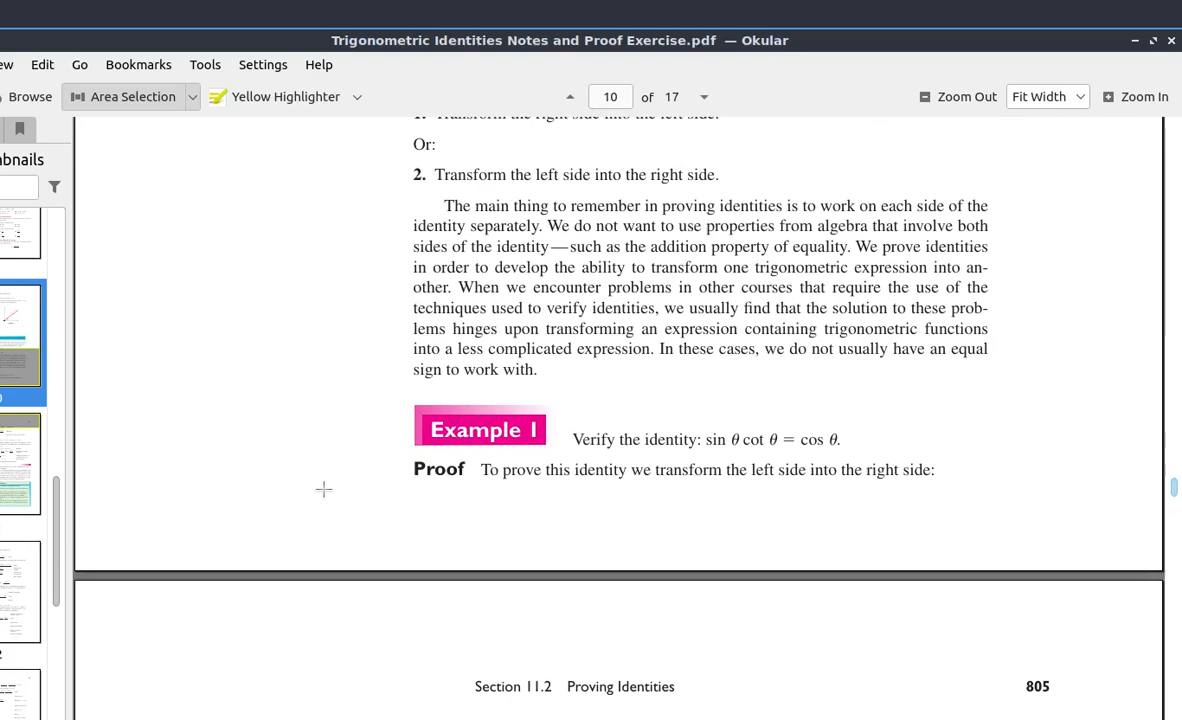 Trigonometric Identities Notes and Proof Exercise.pdf — Okular
Edit Go Bookmarks Tools Settings Help
Browse Area Selection Yellow Highlighter 10 of 17 Zoom Out Fit Width Zoom In
1. Transform the right side into the left side.
Or:
2. Transform the left side into the right side.
The main thing to remember in proving identities is to work on each side of the
identity separately. We do not want to use properties from algebra that involve both
sides of the identity—such as the addition property of equality. We prove identities
in order to develop the ability to transform one trigonometric expression into an-
other. When we encounter problems in other courses that require the use of the
techniques used to verify identities, we usually find that the solution to these prob-
lems hinges upon transforming an expression containing trigonometric functions
into a less complicated expression. In these cases, we do not usually have an equal
sign to work with.
Example 1 Verify the identity: sin θ cot θ = cos θ.
Proof To prove this identity we transform the left side into the right side:
Section 11.2 Proving Identities 805